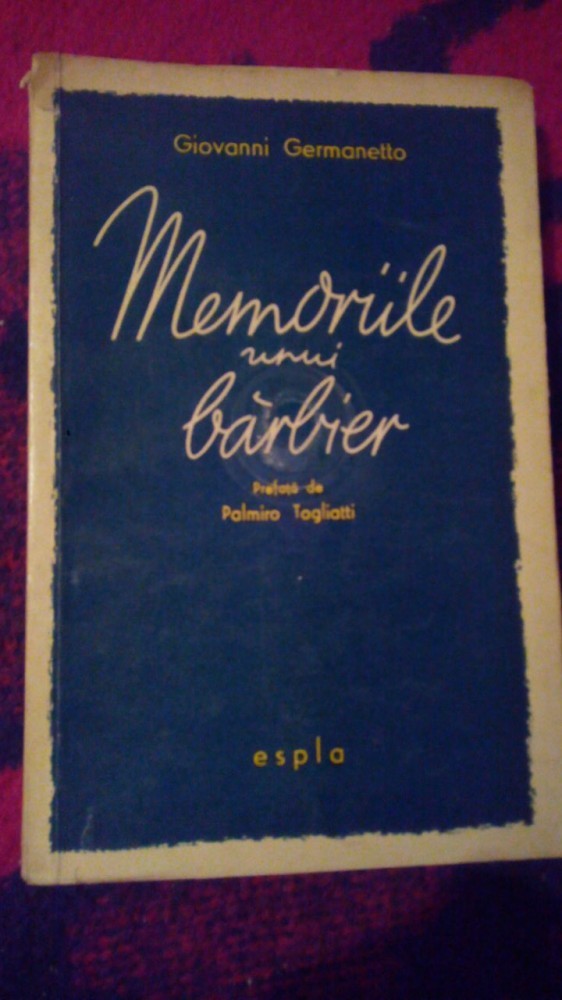 Giovanni Germanetto
Memoriile
unui
bărbier
Prefață de
Palmiro Togliatti
espla